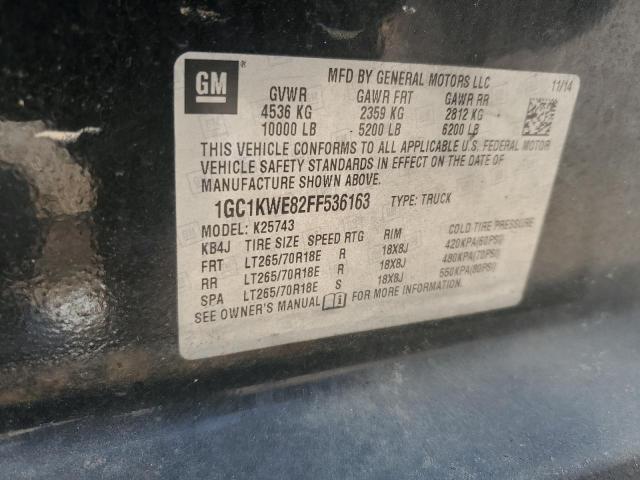 GM
MFD BY GENERAL MOTORS LLC 11/14
GVWR GAWR FRT GAWR RR
4536 KG 2359 KG 2812 KG
10000 LB 5200 LB 6200 LB
THIS VEHICLE CONFORMS TO ALL APPLICABLE U.S. FEDERAL MOTOR
VEHICLE SAFETY STANDARDS IN EFFECT ON THE DATE OF
MANUFACTURE SHOWN ABOVE.
1GC1KWE82FF536163 TYPE: TRUCK
MODEL: K25743
KB4J TIRE SIZE SPEED RTG RIM COLD TIRE PRESSURE
FRT LT265/70R18E R 18X8J 420KPA(60PSI)
RR LT265/70R18E R 18X8J 480KPA(70PSI)
SPA LT265/70R18E S 18X8J 550KPA(80PSI)
SEE OWNER'S MANUAL FOR MORE INFORMATION.